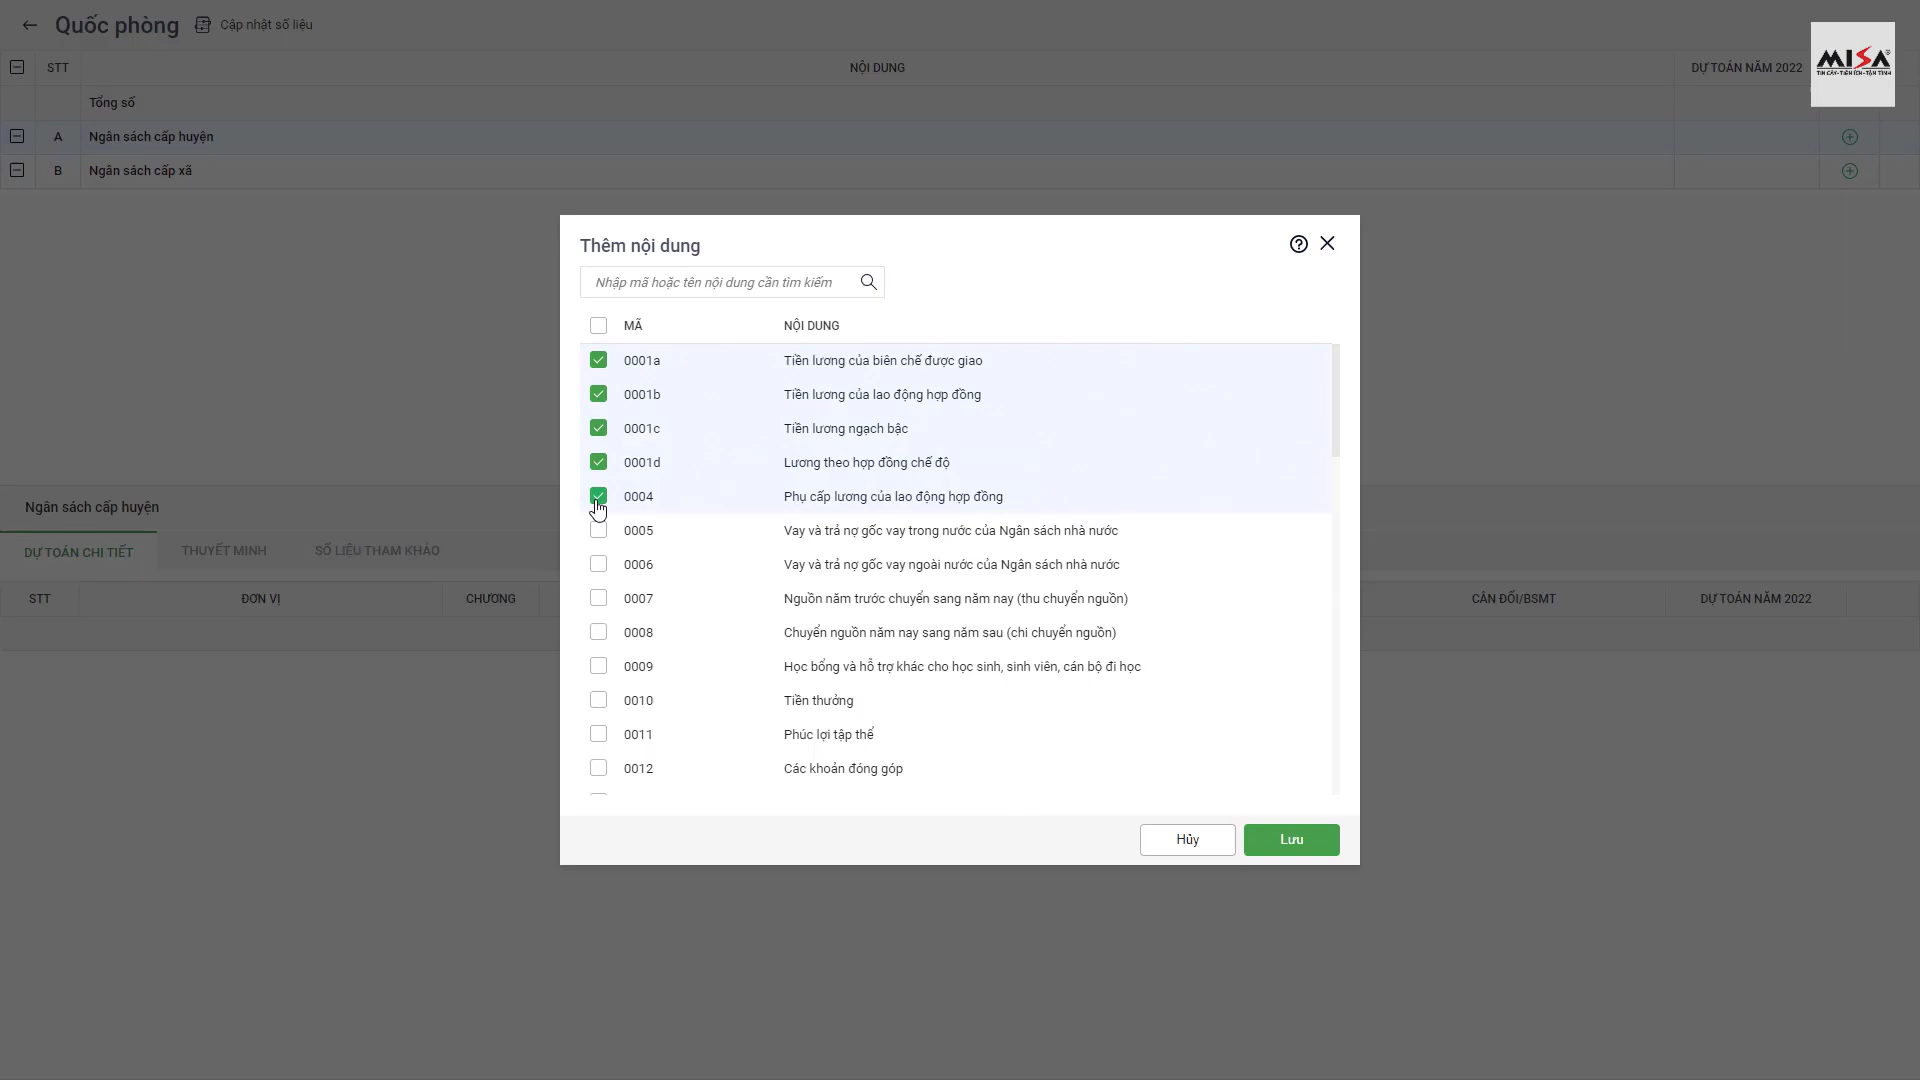 Quốc phòng
Cập nhật số liệu
STT NỘI DUNG DỰ TOÁN NĂM 2022
Tổng số
A Ngân sách cấp huyện
B Ngân sách cấp xã
MISA
TIN CẬY-TIỆN ÍCH-TẬN TÌNH
Thêm nội dung
Nhập mã hoặc tên nội dung cần tìm kiếm
MÃ NỘI DUNG
0001a Tiền lương của biên chế được giao
0001b Tiền lương của lao động hợp đồng
0001c Tiền lương ngạch bậc
0001d Lương theo hợp đồng chế độ
0004 Phụ cấp lương của lao động hợp đồng
0005 Vay và trả nợ gốc vay trong nước của Ngân sách nhà nước
0006 Vay và trả nợ gốc vay ngoài nước của Ngân sách nhà nước
0007 Nguồn năm trước chuyển sang năm nay (thu chuyển nguồn)
0008 Chuyển nguồn năm nay sang năm sau (chi chuyển nguồn)
0009 Học bổng và hỗ trợ khác cho học sinh, sinh viên, cán bộ đi học
0010 Tiền thưởng
0011 Phúc lợi tập thể
0012 Các khoản đóng góp
Hủy Lưu
Ngân sách cấp huyện
DỰ TOÁN CHI TIẾT THUYẾT MINH SỐ LIỆU THAM KHẢO
STT ĐƠN VỊ CHƯƠNG CÂN ĐỐI/BSMT DỰ TOÁN NĂM 2022